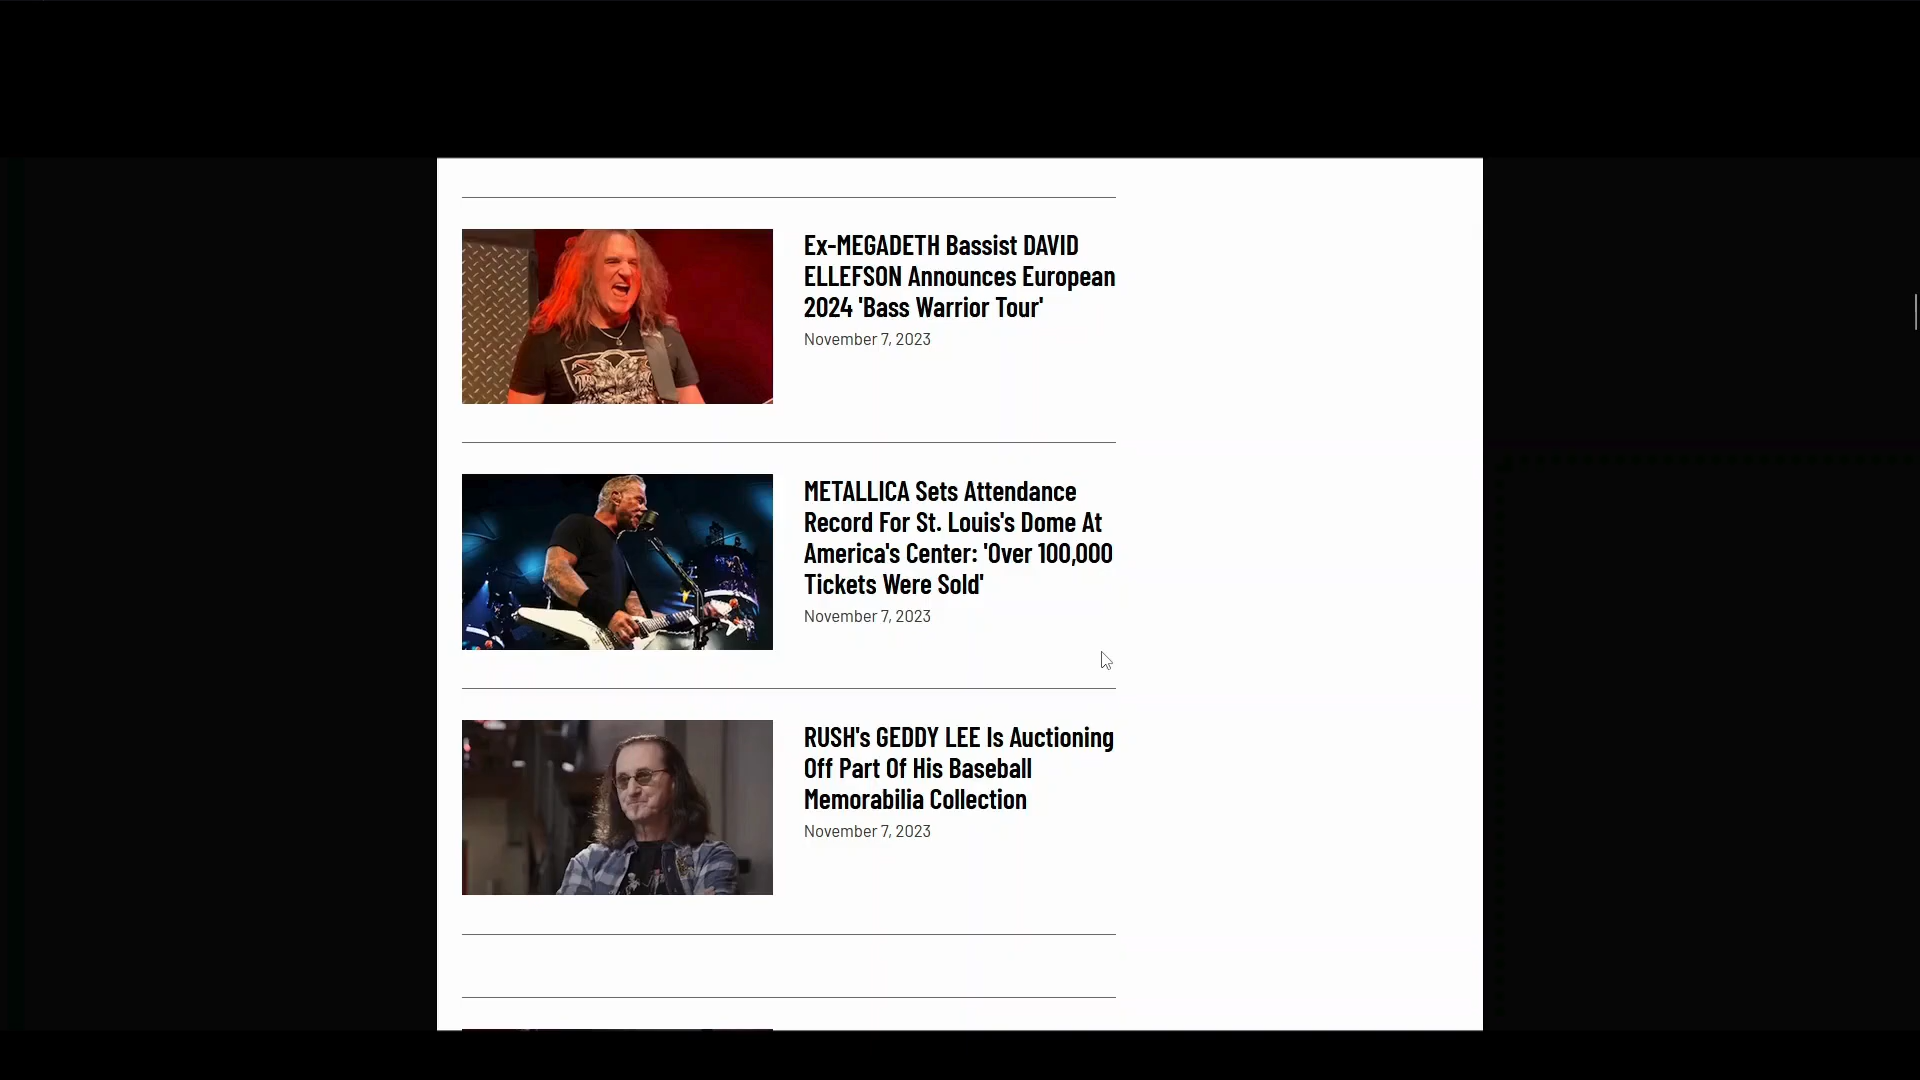 Ex-MEGADETH Bassist DAVID
ELLEFSON Announces European
2024 'Bass Warrior Tour'
November 7, 2023
METALLICA Sets Attendance
Record For St. Louis's Dome At
America's Center: 'Over 100,000
Tickets Were Sold'
November 7, 2023
RUSH's GEDDY LEE Is Auctioning
Off Part Of His Baseball
Memorabilia Collection
November 7, 2023